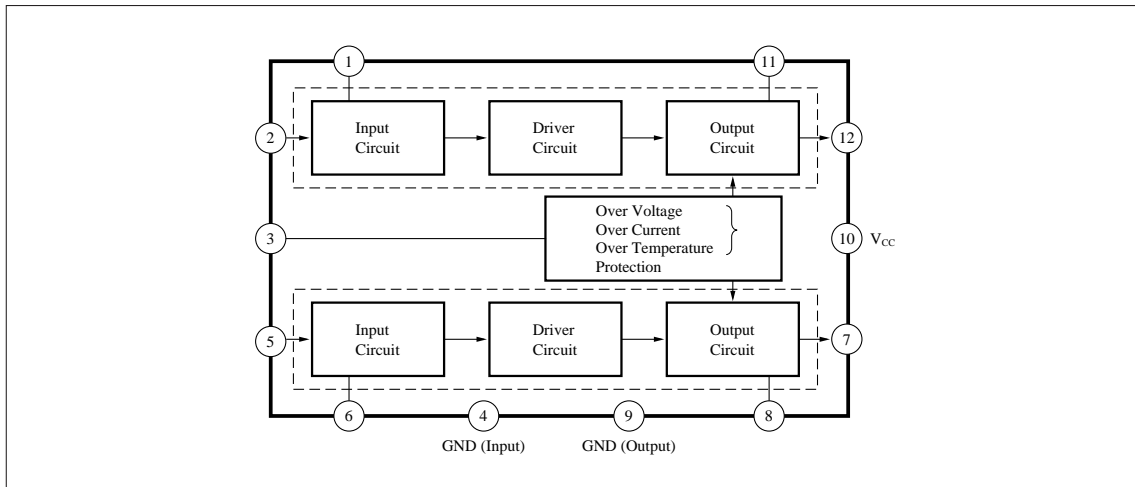 1
11
Input
Circuit
Driver
Circuit
Output
Circuit
2
12
Over Voltage
Over Current
Over Temperature
Protection
3
10
V_CC
Input
Circuit
Driver
Circuit
Output
Circuit
5
7
6
4
9
8
GND (Input)
GND (Output)